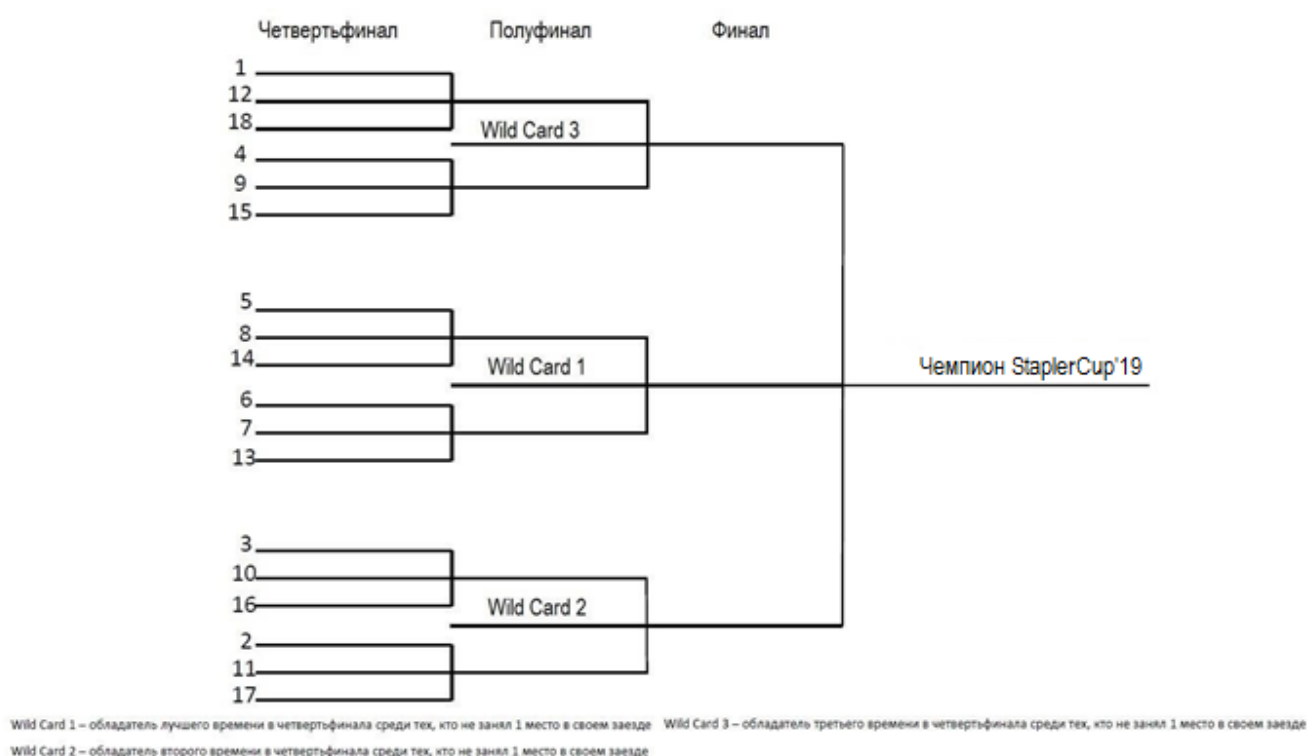 Четвертьфинал Полуфинал Финал
1
12
18
Wild Card 3
4
9
15
5
8
14
Wild Card 1
Чемпион StaplerCup'19
6
7
13
3
10
16
Wild Card 2
2
11
17
Wild Card 1 – обладатель лучшего времени в четвертьфинала среди тех, кто не занял 1 место в своем заезде Wild Card 3 – обладатель третьего времени в четвертьфинала среди тех, кто не занял 1 место в своем заезде
Wild Card 2 – обладатель второго времени в четвертьфинала среди тех, кто не занял 1 место в своем заезде